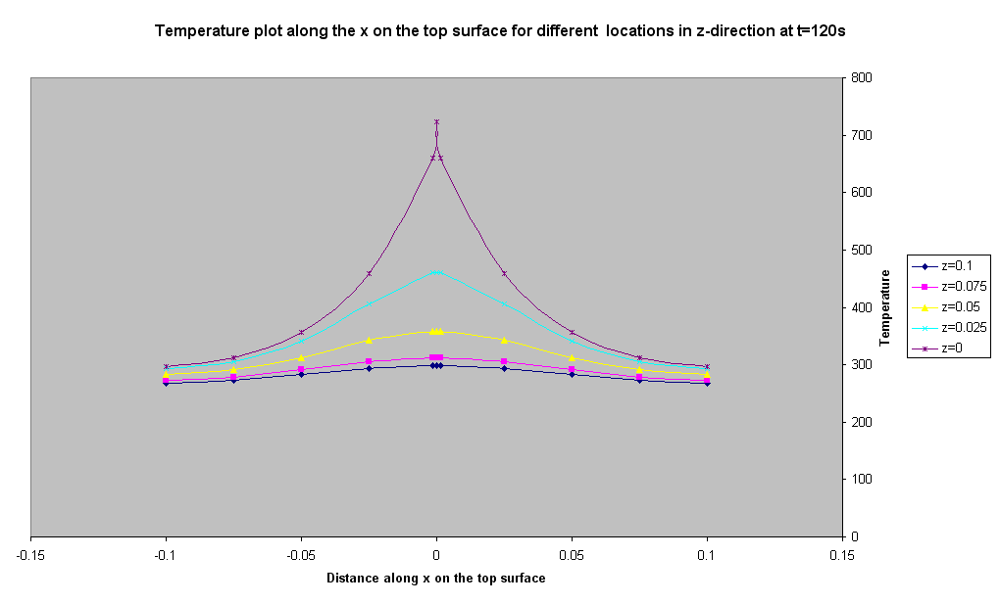 Temperature plot along the x on the top surface for different  locations in z-direction at t=120s
800
700
600
500
400
300
200
100
0
Temperature
-0.15
-0.1
-0.05
0
0.05
0.1
0.15
Distance along x on the top surface
z=0.1
z=0.075
z=0.05
z=0.025
z=0